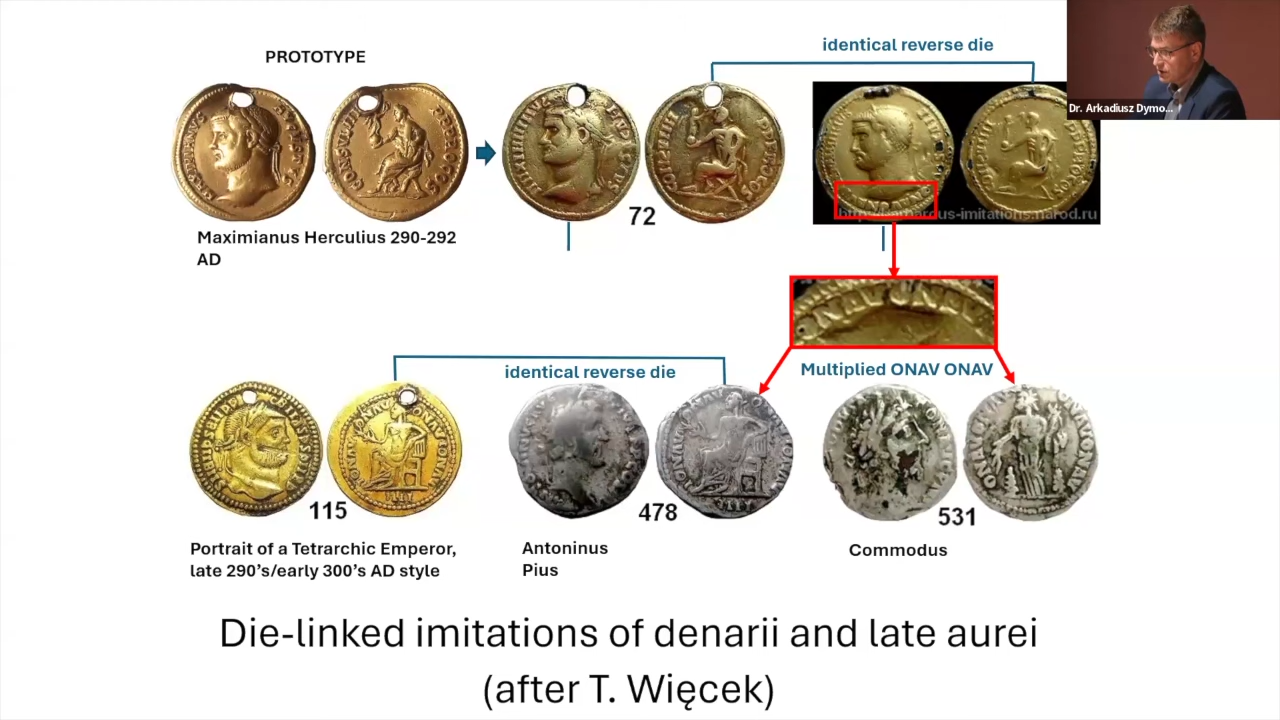 PROTOTYPE
identical reverse die
Dr. Arkadiusz Dymo...
72
Maximianus Herculius 290-292
AD
identical reverse die
Multiplied ONAV ONAV
115
478
531
Portrait of a Tetrarchic Emperor,
late 290's/early 300's AD style
Antoninus
Pius
Commodus
Die-linked imitations of denarii and late aurei
(after T. Więcek)